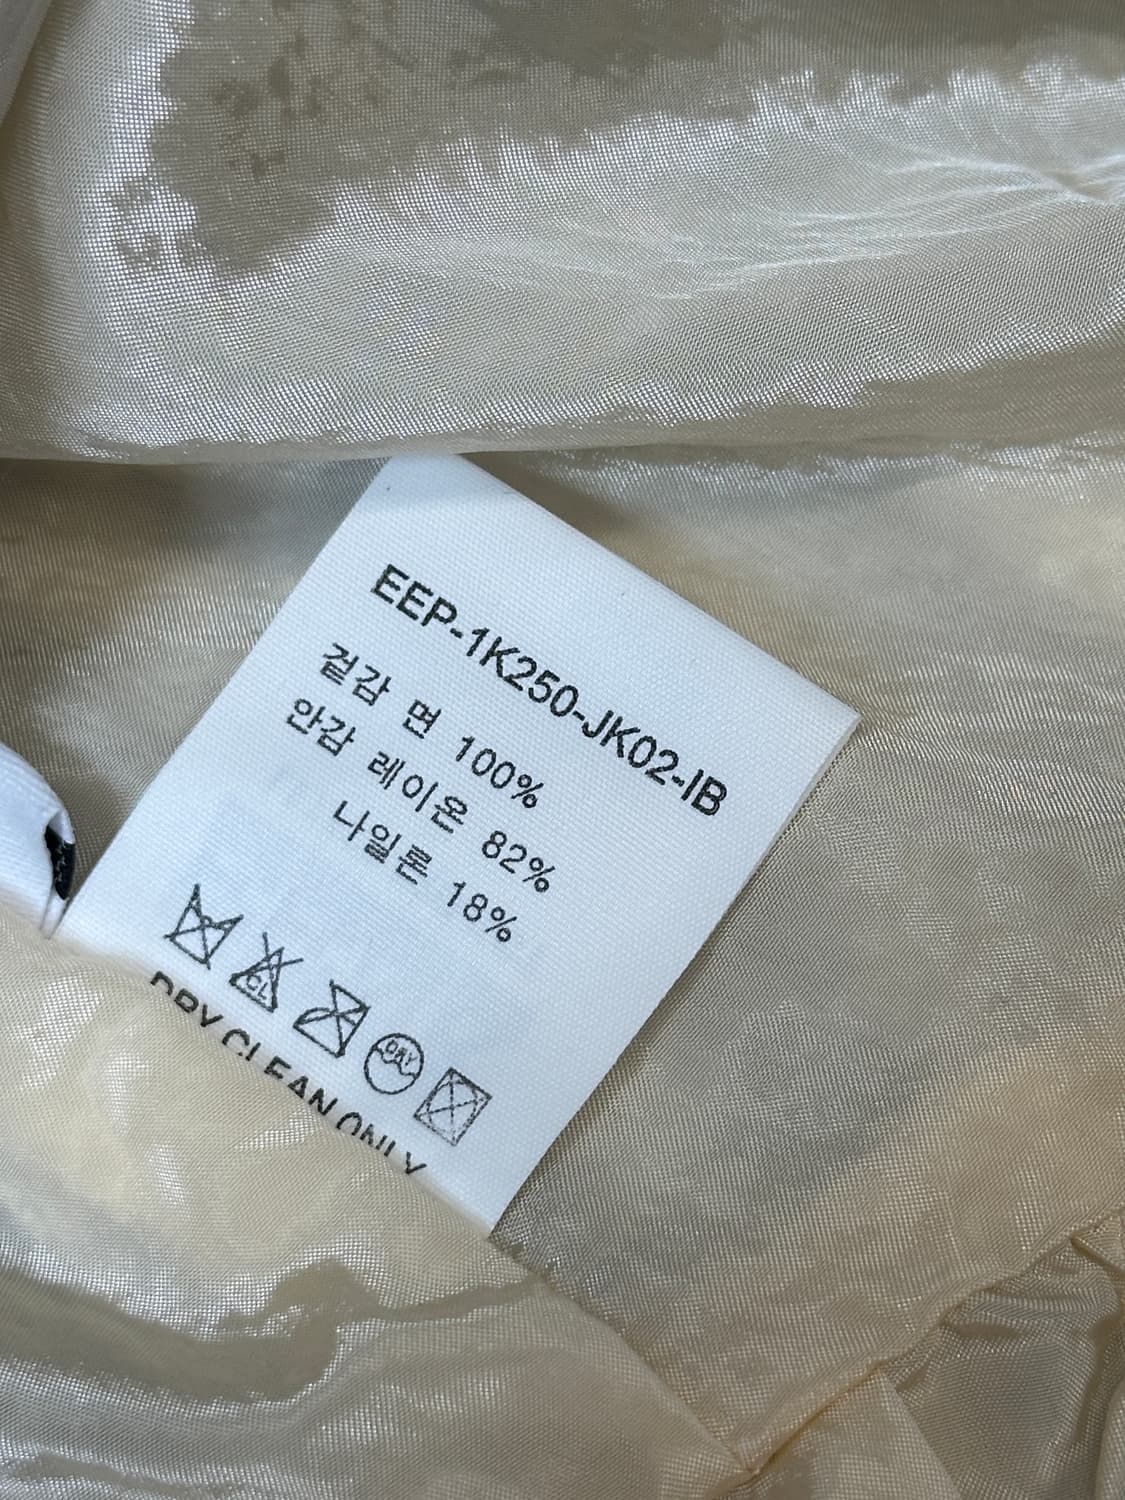 EEP-1K250-JK02-IB
겉감 면 100%
안감 레이온 82%
나일론 18%
CL
DRY
DRY CLEAN ONLY